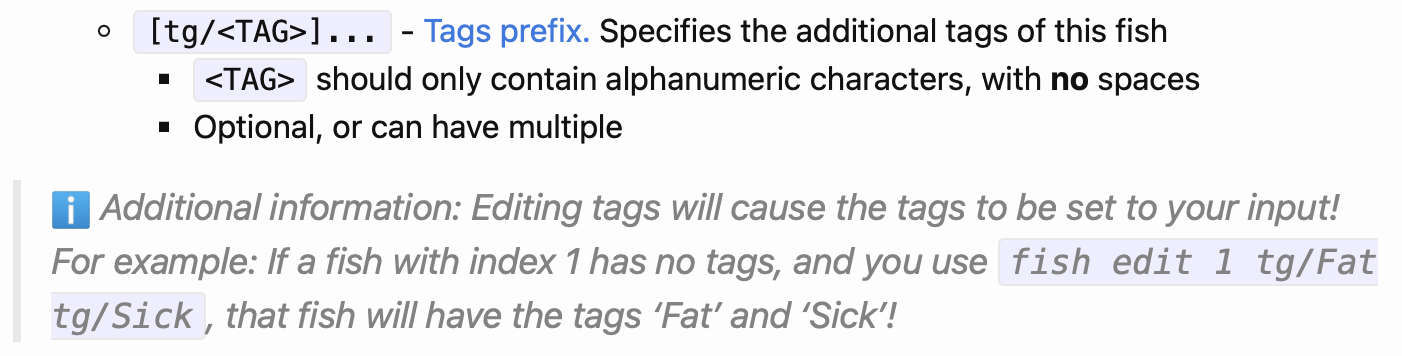 [tg/<TAG>]... - Tags prefix. Specifies the additional tags of this fish
<TAG> should only contain alphanumeric characters, with no spaces
Optional, or can have multiple
ℹ️ Additional information: Editing tags will cause the tags to be set to your input!
For example: If a fish with index 1 has no tags, and you use fish edit 1 tg/Fat
tg/Sick, that fish will have the tags ‘Fat’ and ‘Sick’!